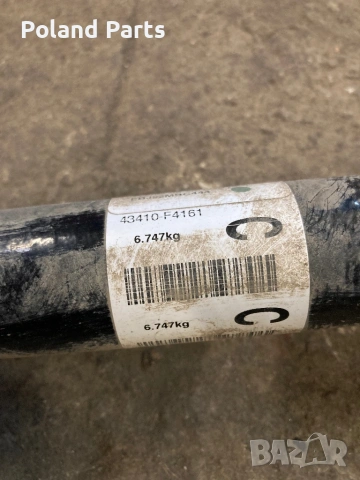 Poland Parts
43410-F4161
C
6.747kg
6.747kg
C
BAZAR